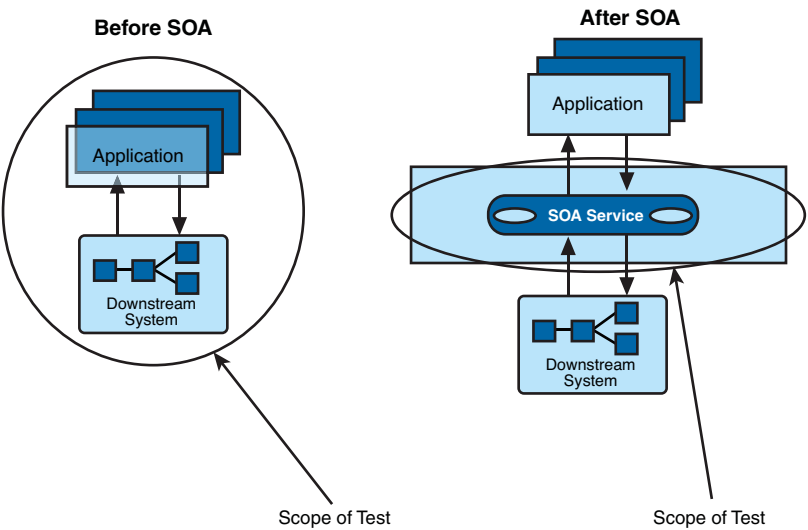 Before SOA
Application
Downstream
System
Scope of Test
After SOA
Application
SOA Service
Downstream
System
Scope of Test